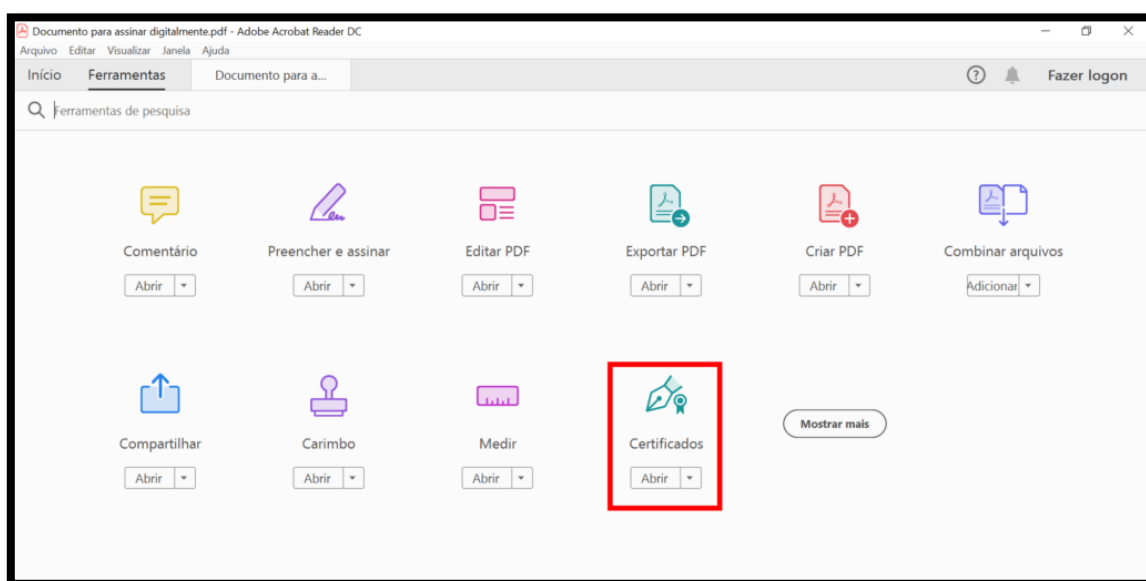 Documento para assinar digitalmente.pdf - Adobe Acrobat Reader DC
Arquivo Editar Visualizar Janela Ajuda
Início Ferramentas Documento para a... ? Fazer logon
Ferramentas de pesquisa
Comentário Preencher e assinar Editar PDF Exportar PDF Criar PDF Combinar arquivos
Abrir Abrir Abrir Abrir Abrir Adicionar
Compartilhar Carimbo Medir Certificados Mostrar mais
Abrir Abrir Abrir Abrir